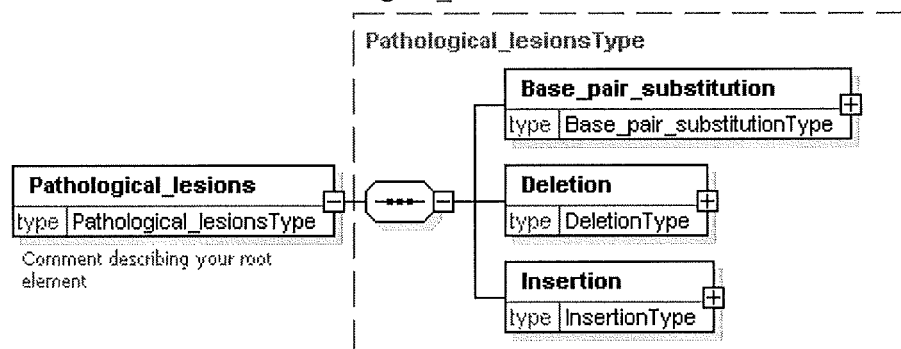 Pathological_lesionsType
Base_pair_substitution
type Base_pair_substitutionType
Pathological_lesions
type Pathological_lesionsType
Comment describing your root
element
Deletion
type DeletionType
Insertion
type InsertionType